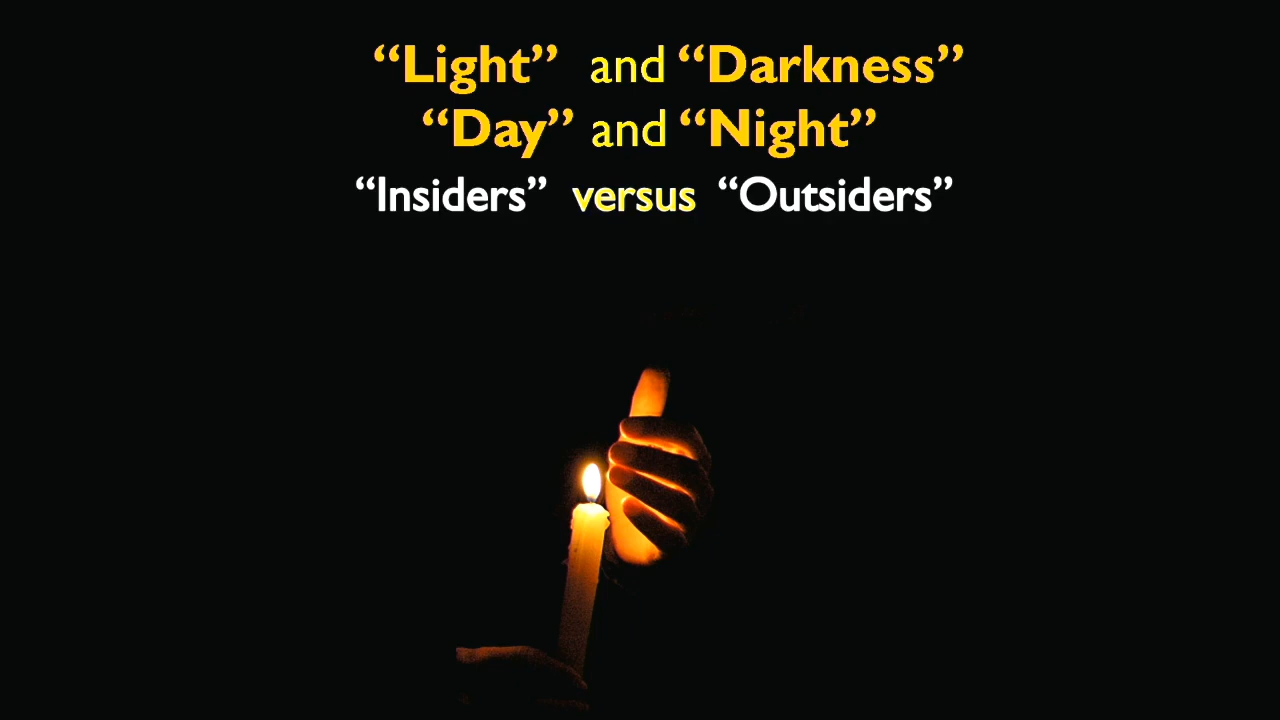 “Light” and “Darkness”
“Day” and “Night”
“Insiders” versus “Outsiders”